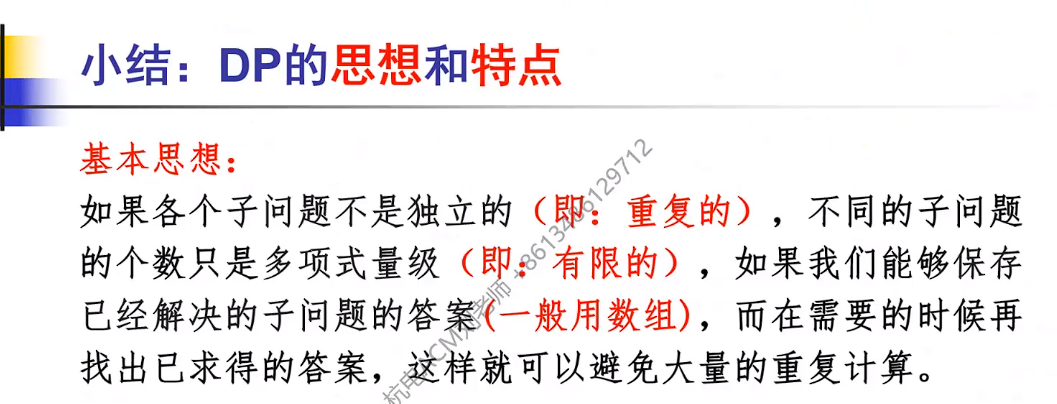 小结：DP的思想和特点
基本思想：
如果各个子问题不是独立的（即：重复的），不同的子问题
的个数只是多项式量级（即：有限的），如果我们能够保存
已经解决的子问题的答案(一般用数组)，而在需要的时候再
找出已求得的答案，这样就可以避免大量的重复计算。
杭电ACM刘老师 +8613486129712